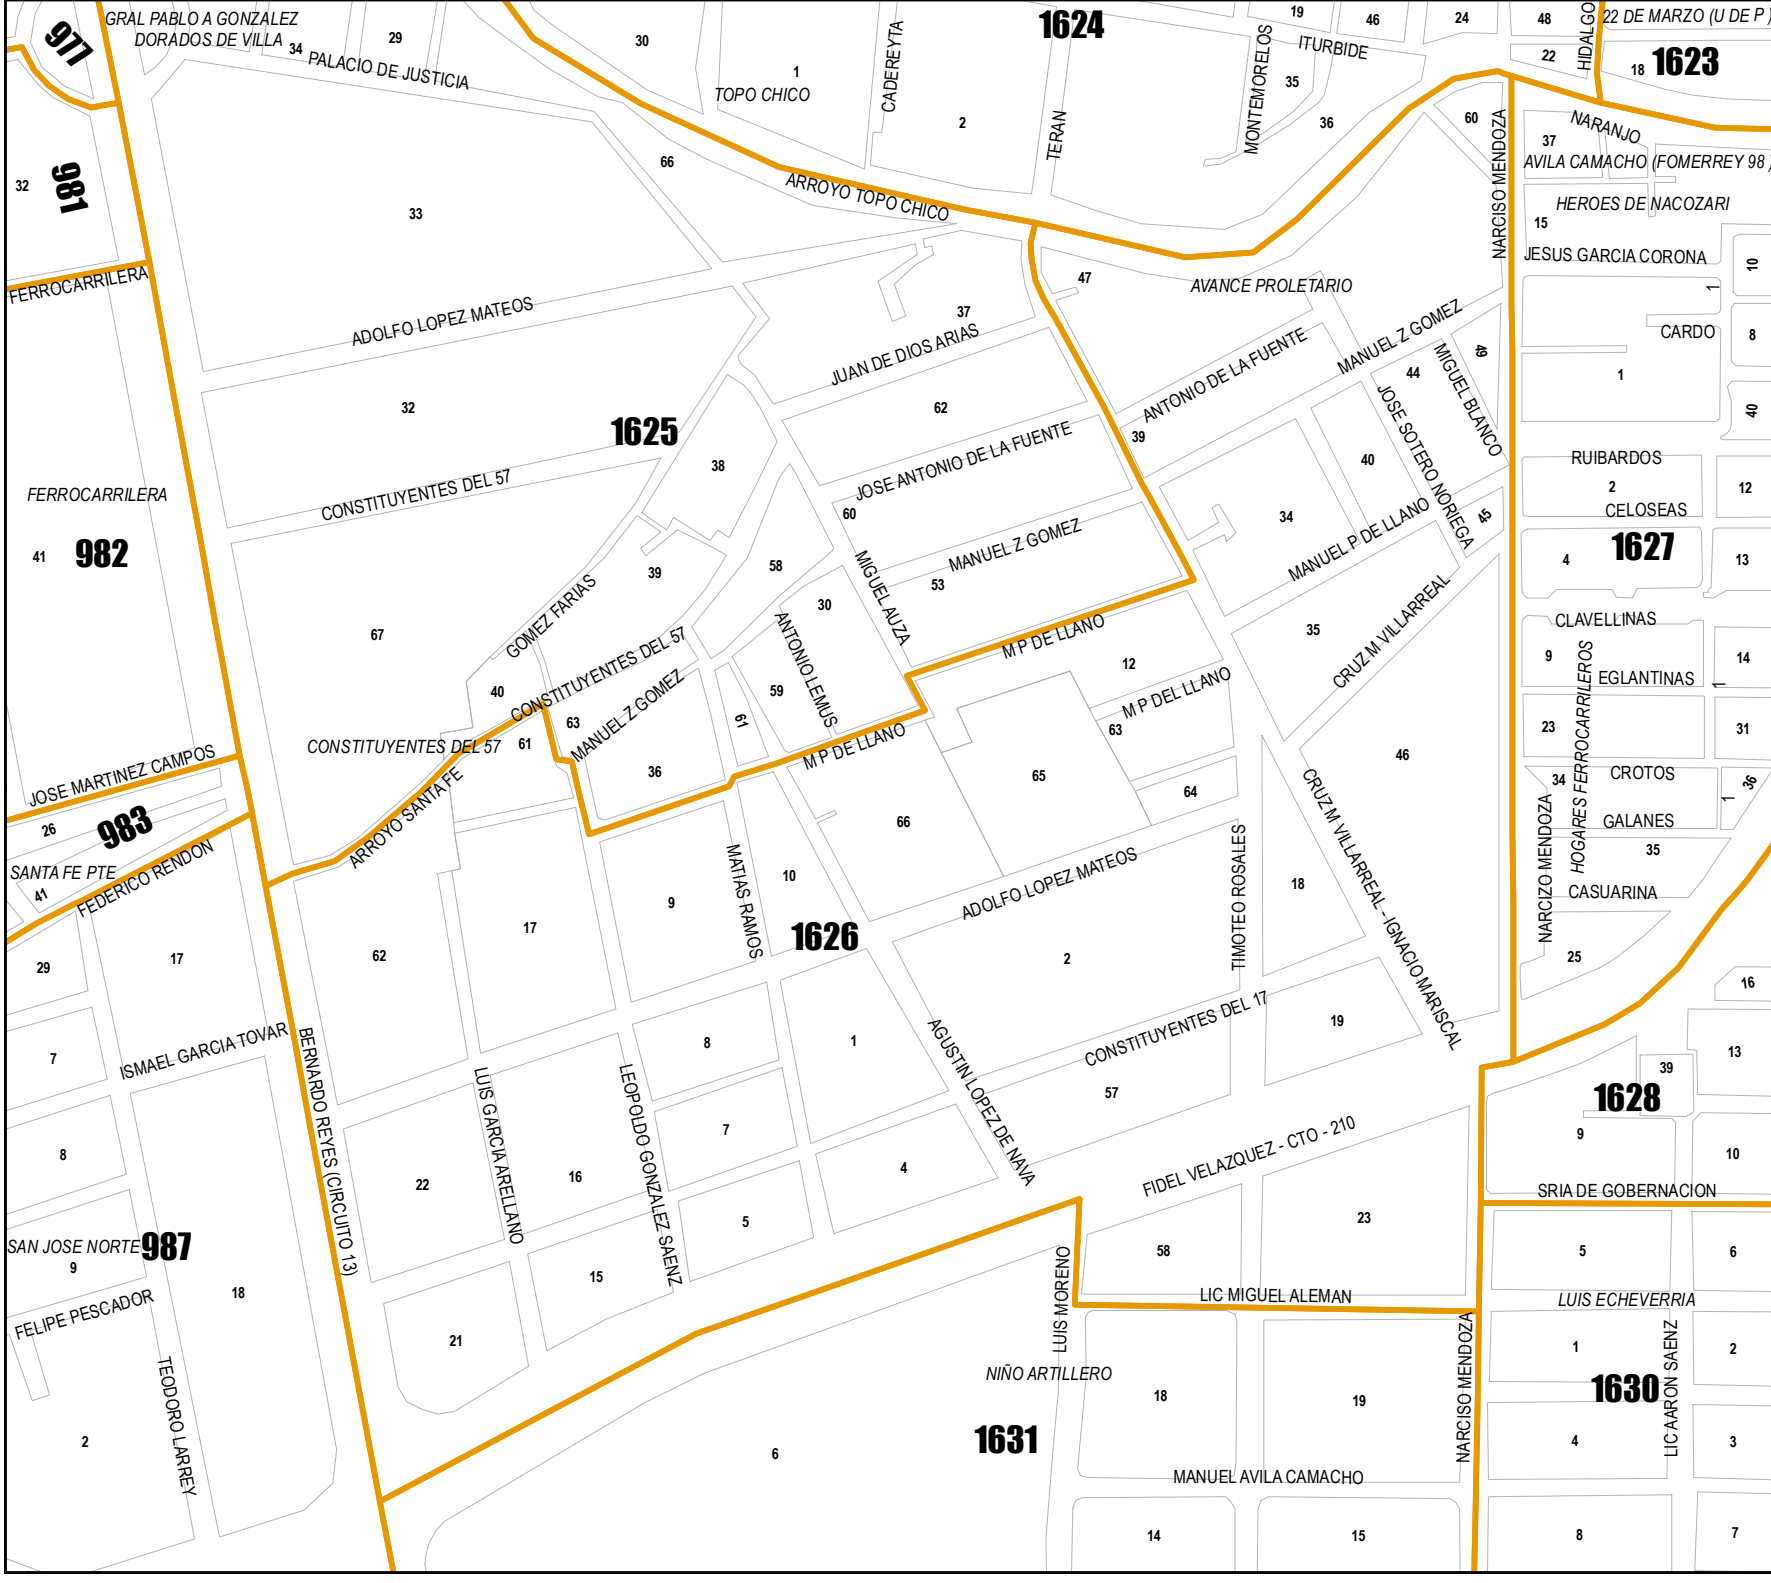 GRAL PABLO A GONZALEZ
DORADOS DE VILLA
977
34
29
PALACIO DE JUSTICIA
30
1
TOPO CHICO
CADEREYTA
2
1624
TERAN
MONTEMORELOS
19
ITURBIDE
35
46
24
36
48
22
HIDALGO
22 DE MARZO (U DE P )
18
1623
60
NARCISO MENDOZA
37
NARANJO
AVILA CAMACHO (FOMERREY 98 )
HEROES DE NACOZARI
15
JESUS GARCIA CORONA
10
1
CARDO
8
1
40
32
981
33
66
ARROYO TOPO CHICO
FERROCARRILERA
ADOLFO LOPEZ MATEOS
37
JUAN DE DIOS ARIAS
47
AVANCE PROLETARIO
ANTONIO DE LA FUENTE
MANUEL Z GOMEZ
49
44
MIGUEL BLANCO
JOSE SOTERO NORIEGA
32
1625
38
62
JOSE ANTONIO DE LA FUENTE
39
40
34
45
MANUEL P DE LLANO
RUIBARDOS
2
12
CELOSEAS
1627
4
13
FERROCARRILERA
982
41
CONSTITUYENTES DEL 57
60
MANUEL Z GOMEZ
53
MIGUEL AUZA
58
39
30
GOMEZ FARIAS
67
ANTONIO LEMUS
M P DE LLANO
12
M P DEL LLANO
35
CRUZ M VILLARREAL
CLAVELLINAS
9
14
EGLANTINAS
1
HOGARES FERROCARRILEROS
23
31
40
CONSTITUYENTES DEL 57
63
MANUEL Z GOMEZ
59
61
CONSTITUYENTES DEL 57
61
36
M P DE LLANO
65
63
64
46
34
CROTOS
36
1
GALANES
35
CASUARINA
NARCIZO MENDOZA
25
16
JOSE MARTINEZ CAMPOS
26
983
SANTA FE PTE
41
FEDERICO RENDON
ARROYO SANTA FE
66
10
MATIAS RAMOS
9
17
62
1626
ADOLFO LOPEZ MATEOS
TIMOTEO ROSALES
18
CRUZ M VILLARREAL - IGNACIO MARISCAL
2
29
17
7
ISMAEL GARCIA TOVAR
BERNARDO REYES (CIRCUITO 13)
8
1
AGUSTIN LOPEZ DE NAVA
CONSTITUYENTES DEL 17
19
57
13
39
1628
9
10
8
22
LUIS GARCIA ARELLANO
16
LEOPOLDO GONZALEZ SAENZ
7
4
FIDEL VELAZQUEZ - CTO - 210
SRIA DE GOBERNACION
SAN JOSE NORTE
987
9
5
15
58
23
5
6
18
FELIPE PESCADOR
21
LUIS MORENO
LIC MIGUEL ALEMAN
LUIS ECHEVERRIA
TEODORO LARREY
NIÑO ARTILLERO
18
19
NARCISO MENDOZA
1
LIC AARON SAENZ
2
1630
2
6
1631
4
3
MANUEL AVILA CAMACHO
14
15
8
7